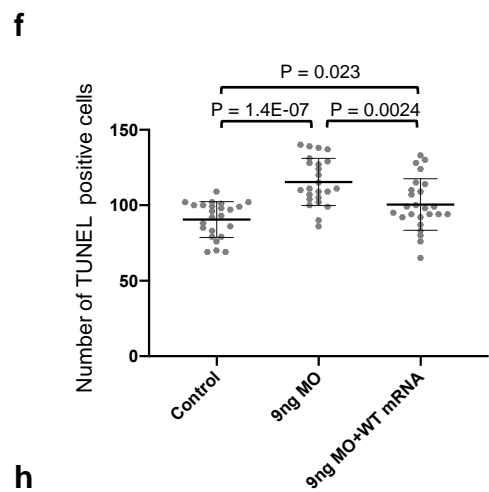 f
P = 0.023
P = 1.4E-07 P = 0.0024
Number of TUNEL positive cells
150
100
50
0
Control
9ng MO
9ng MO+WT mRNA
h